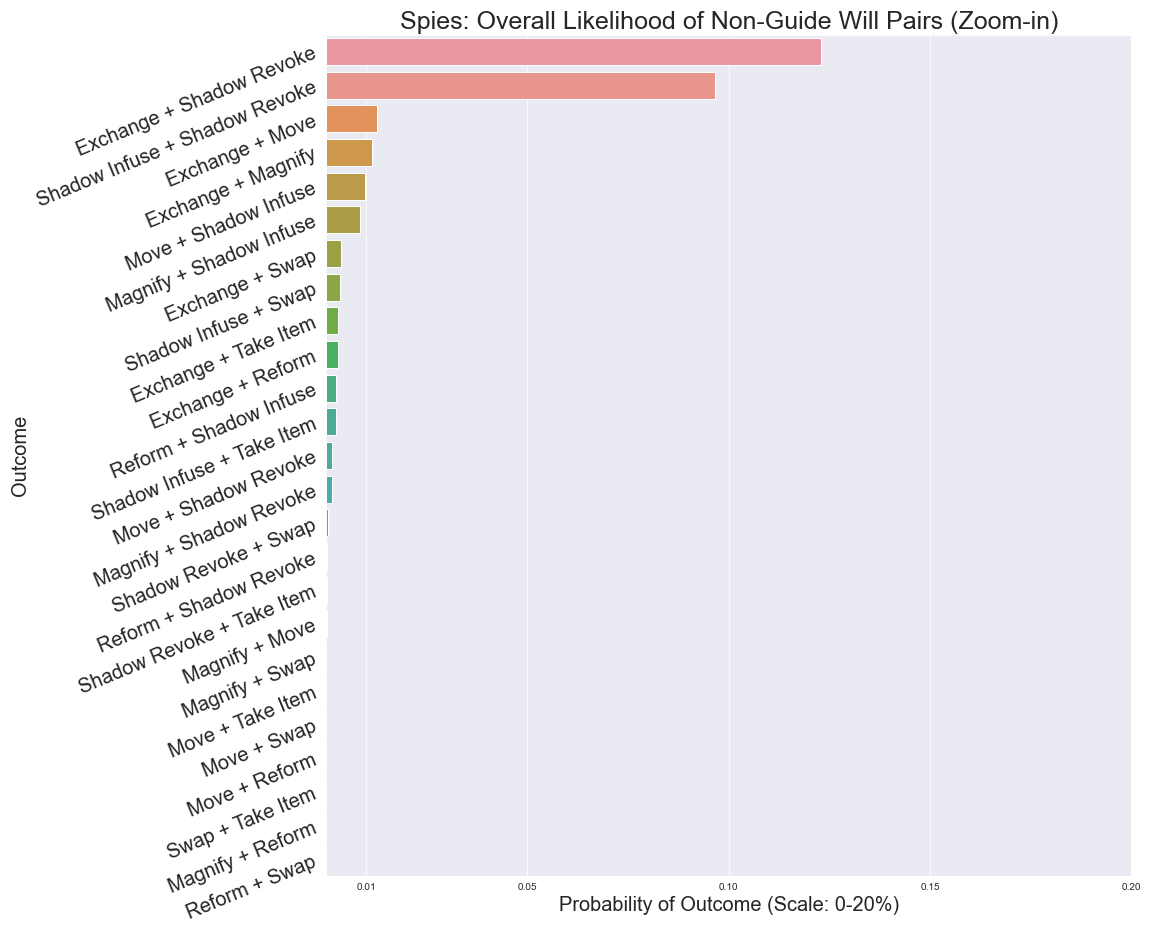 Spies: Overall Likelihood of Non-Guide Will Pairs (Zoom-in)
Exchange + Shadow Revoke
Shadow Infuse + Shadow Revoke
Exchange + Move
Exchange + Magnify
Move + Shadow Infuse
Magnify + Shadow Infuse
Exchange + Swap
Shadow Infuse + Swap
Exchange + Take Item
Exchange + Reform
Reform + Shadow Infuse
Shadow Infuse + Take Item
Move + Shadow Revoke
Magnify + Shadow Revoke
Shadow Revoke + Swap
Reform + Shadow Revoke
Shadow Revoke + Take Item
Magnify + Move
Magnify + Swap
Move + Take Item
Move + Swap
Move + Reform
Swap + Take Item
Magnify + Reform
Reform + Swap
Outcome
0.01 0.05 0.10 0.15 0.20
Probability of Outcome (Scale: 0-20%)